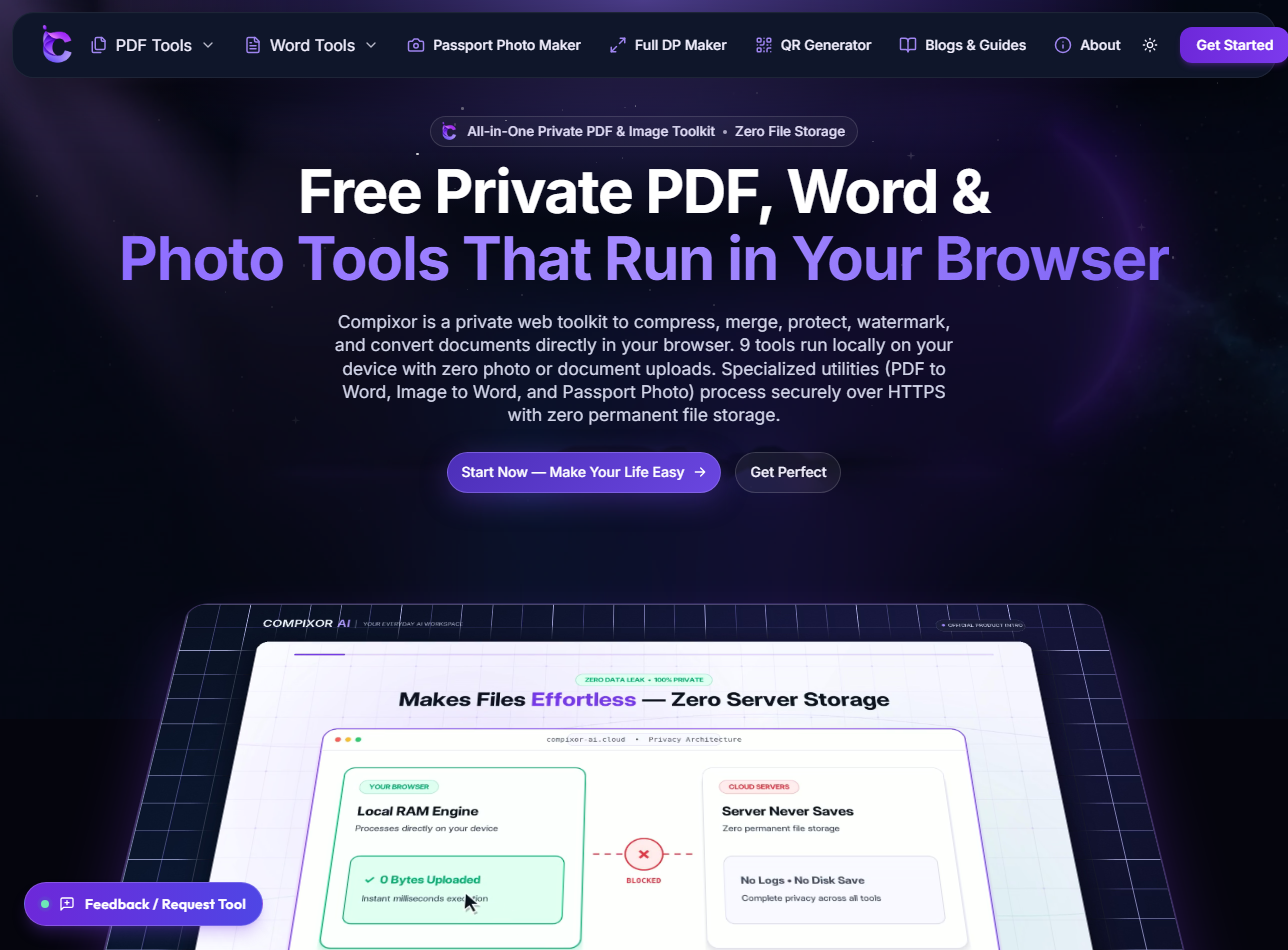 PDF Tools
Word Tools
Passport Photo Maker
Full DP Maker
QR Generator
Blogs & Guides
About
Get Started
All-in-One Private PDF & Image Toolkit • Zero File Storage
Free Private PDF, Word &
Photo Tools That Run in Your Browser
Compixor is a private web toolkit to compress, merge, protect, watermark,
and convert documents directly in your browser. 9 tools run locally on your
device with zero photo or document uploads. Specialized utilities (PDF to
Word, Image to Word, and Passport Photo) process securely over HTTPS
with zero permanent file storage.
Start Now — Make Your Life Easy →
Get Perfect
COMPIXOR AI | YOUR EVERYDAY AI WORKSPACE
• OFFICIAL PRODUCT INTRO
ZERO DATA LEAK • 100% PRIVATE
Makes Files Effortless — Zero Server Storage
compixor-ai.cloud • Privacy Architecture
YOUR BROWSER
Local RAM Engine
Processes directly on your device
✓ 0 Bytes Uploaded
Instant milliseconds execution
BLOCKED
CLOUD SERVERS
Server Never Saves
Zero permanent file storage
No Logs • No Disk Save
Complete privacy across all tools
Feedback / Request Tool